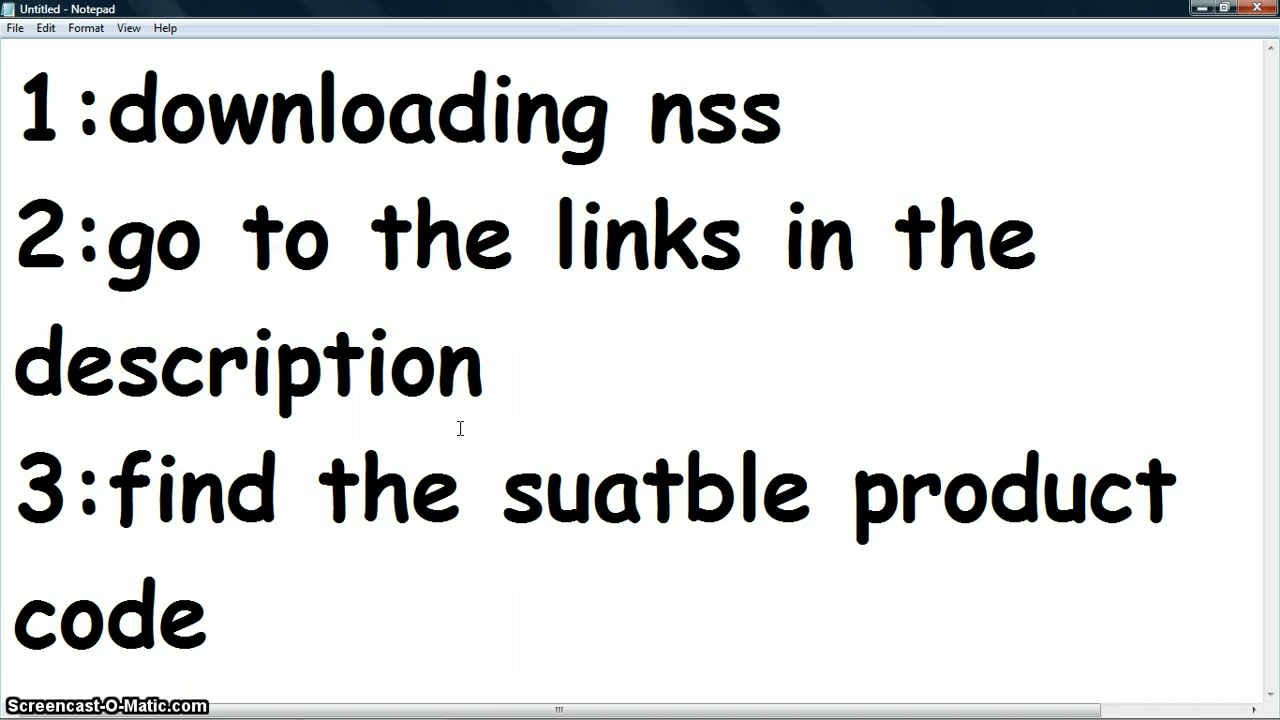 Untitled - Notepad
File Edit Format View Help
1:downloading nss
2:go to the links in the
description
3:find the suatble product
code
Screencast-O-Matic.com